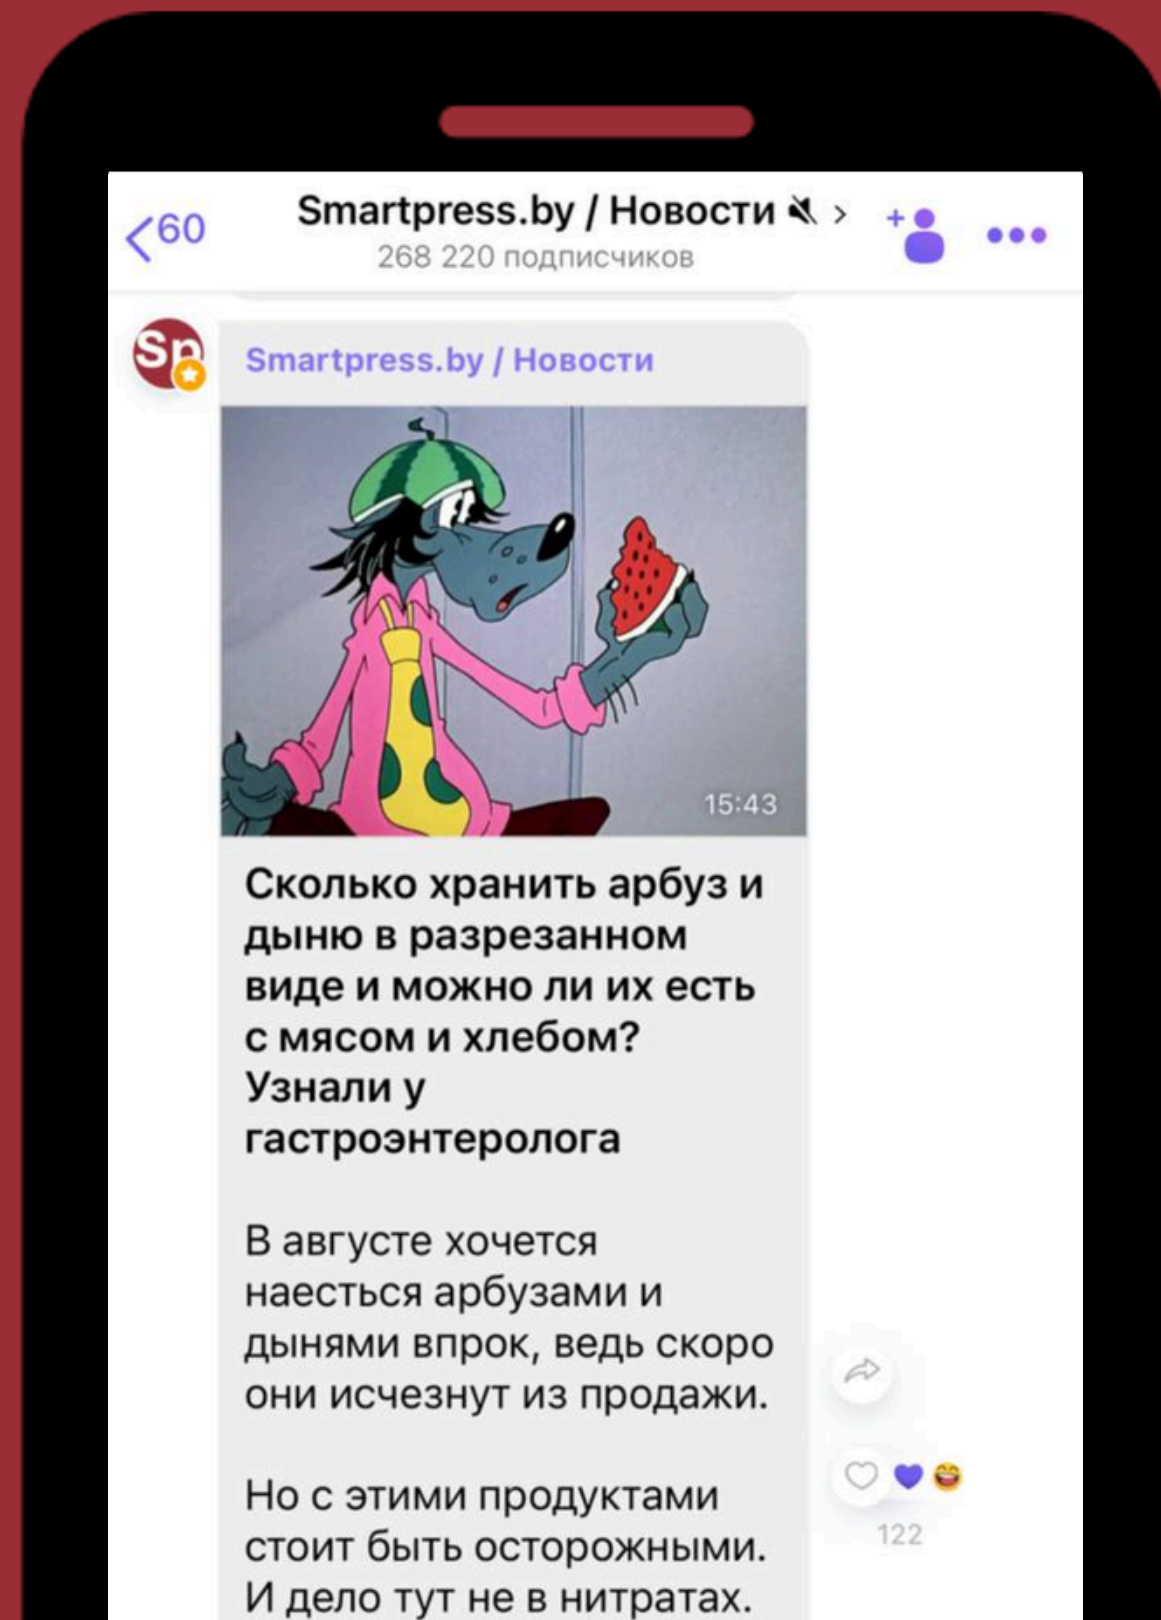 60
Smartpress.by / Новости
268 220 подписчиков
Sp
Smartpress.by / Новости
15:43
Сколько хранить арбуз и
дыню в разрезанном
виде и можно ли их есть
с мясом и хлебом?
Узнали у
гастроэнтеролога
В августе хочется
наесться арбузами и
дынями впрок, ведь скоро
они исчезнут из продажи.
Но с этими продуктами
стоит быть осторожными.
И дело тут не в нитратах.
122